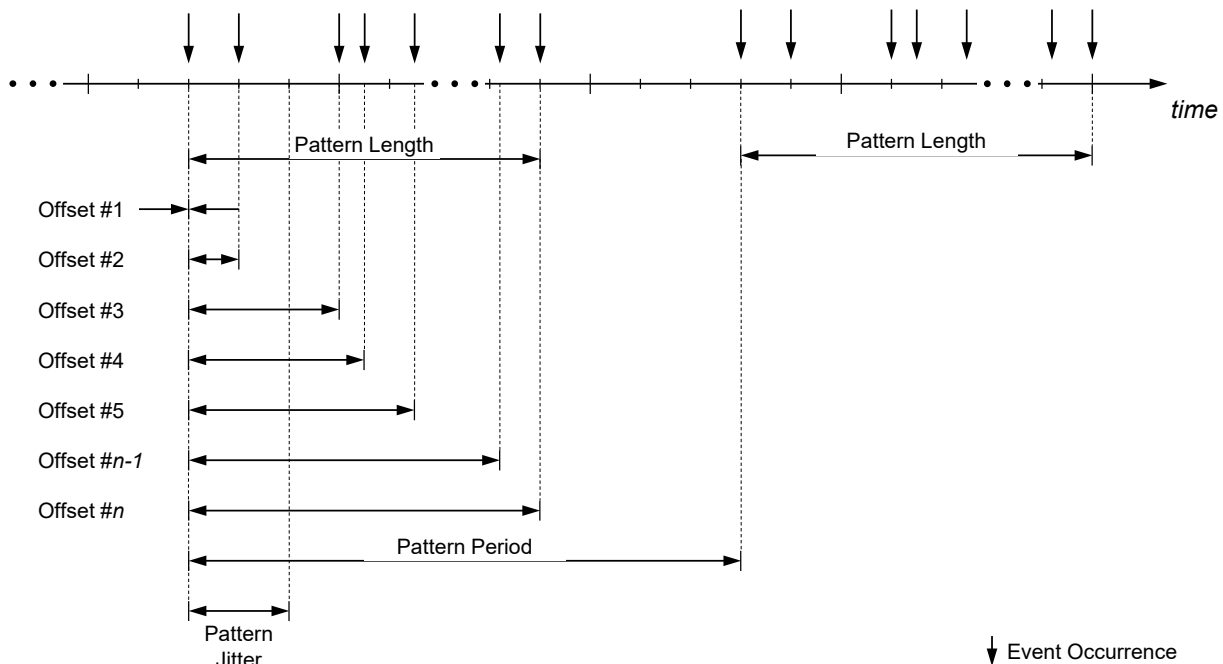 time
Pattern Length
Pattern Length
Offset #1
Offset #2
Offset #3
Offset #4
Offset #5
Offset #n-1
Offset #n
Pattern Period
Pattern
Jitter
Event Occurrence